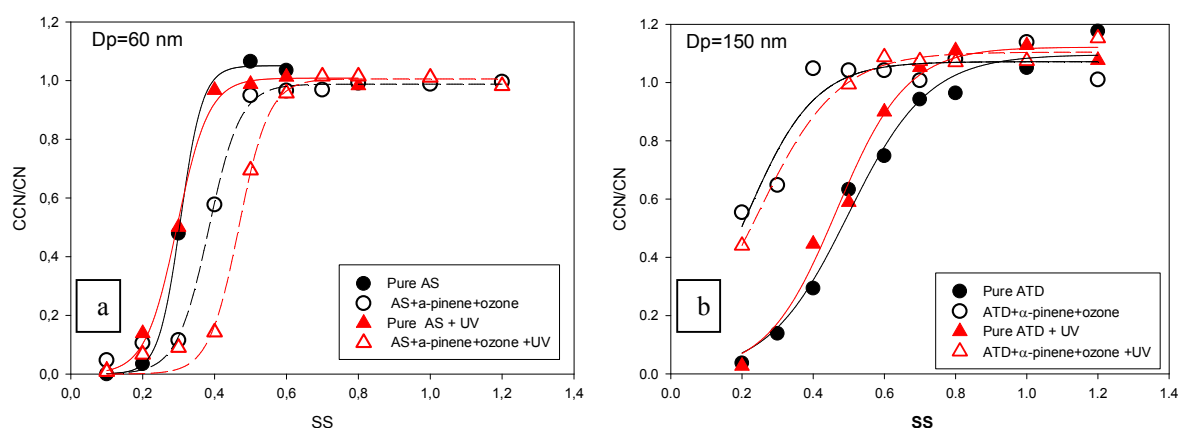 Dp=60 nm
CCN/CN
1,2
1,0
0,8
0,6
0,4
0,2
0,0
a
Pure AS
AS+a-pinene+ozone
Pure AS + UV
AS+a-pinene+ozone +UV
0,0 0,2 0,4 0,6 0,8 1,0 1,2 1,4
SS
Dp=150 nm
CCN/CN
1.2
1.0
0.8
0.6
0.4
0.2
0.0
b
Pure ATD
ATD+α-pinene+ozone
Pure ATD + UV
ATD+α-pinene+ozone +UV
0.0 0.2 0.4 0.6 0.8 1.0 1.2 1.4
SS